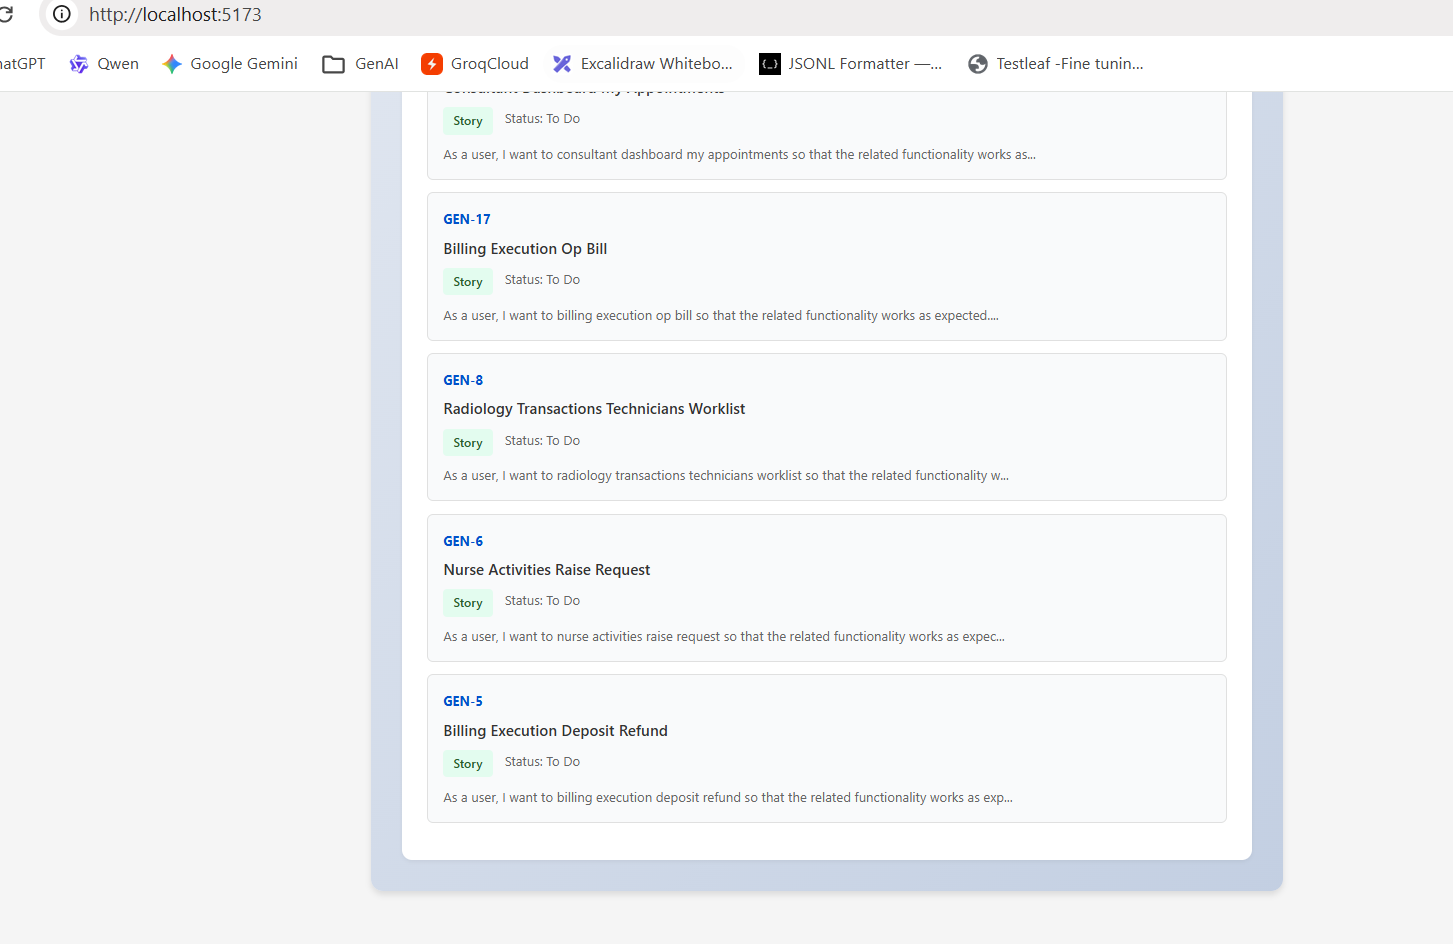 http://localhost:5173
hatGPT
Qwen
Google Gemini
GenAI
GroqCloud
Excalidraw Whitebo...
JSONL Formatter —...
Testleaf -Fine tunin...
Consultant Dashboard My Appointments
Story
Status: To Do
As a user, I want to consultant dashboard my appointments so that the related functionality works as...
GEN-17
Billing Execution Op Bill
Story
Status: To Do
As a user, I want to billing execution op bill so that the related functionality works as expected....
GEN-8
Radiology Transactions Technicians Worklist
Story
Status: To Do
As a user, I want to radiology transactions technicians worklist so that the related functionality w...
GEN-6
Nurse Activities Raise Request
Story
Status: To Do
As a user, I want to nurse activities raise request so that the related functionality works as expec...
GEN-5
Billing Execution Deposit Refund
Story
Status: To Do
As a user, I want to billing execution deposit refund so that the related functionality works as exp...